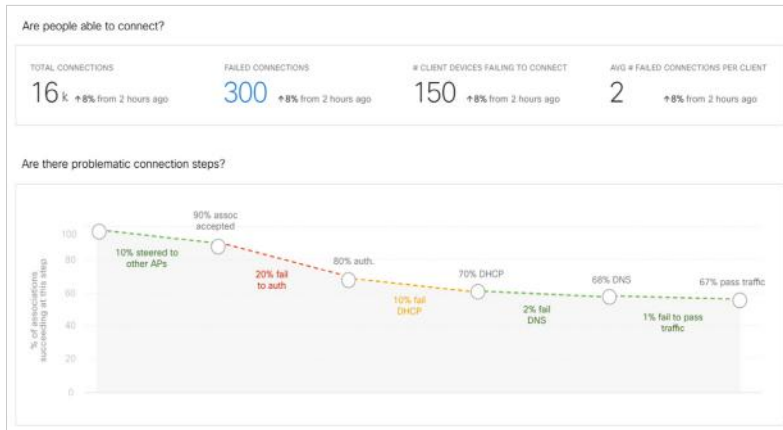 Are people able to connect?
TOTAL CONNECTIONS
16 k ↑8% from 2 hours ago
FAILED CONNECTIONS
300 ↑8% from 2 hours ago
# CLIENT DEVICES FAILING TO CONNECT
150 ↑8% from 2 hours ago
AVG # FAILED CONNECTIONS PER CLIENT
2 ↑8% from 2 hours ago
Are there problematic connection steps?
% of associations
succeeding at this step
100
80
60
40
20
0
10% steered to
other APs
90% assoc
accepted
20% fail
to auth
80% auth.
10% fail
DHCP
70% DHCP
2% fail
DNS
68% DNS
1% fail to pass
traffic
67% pass traffic